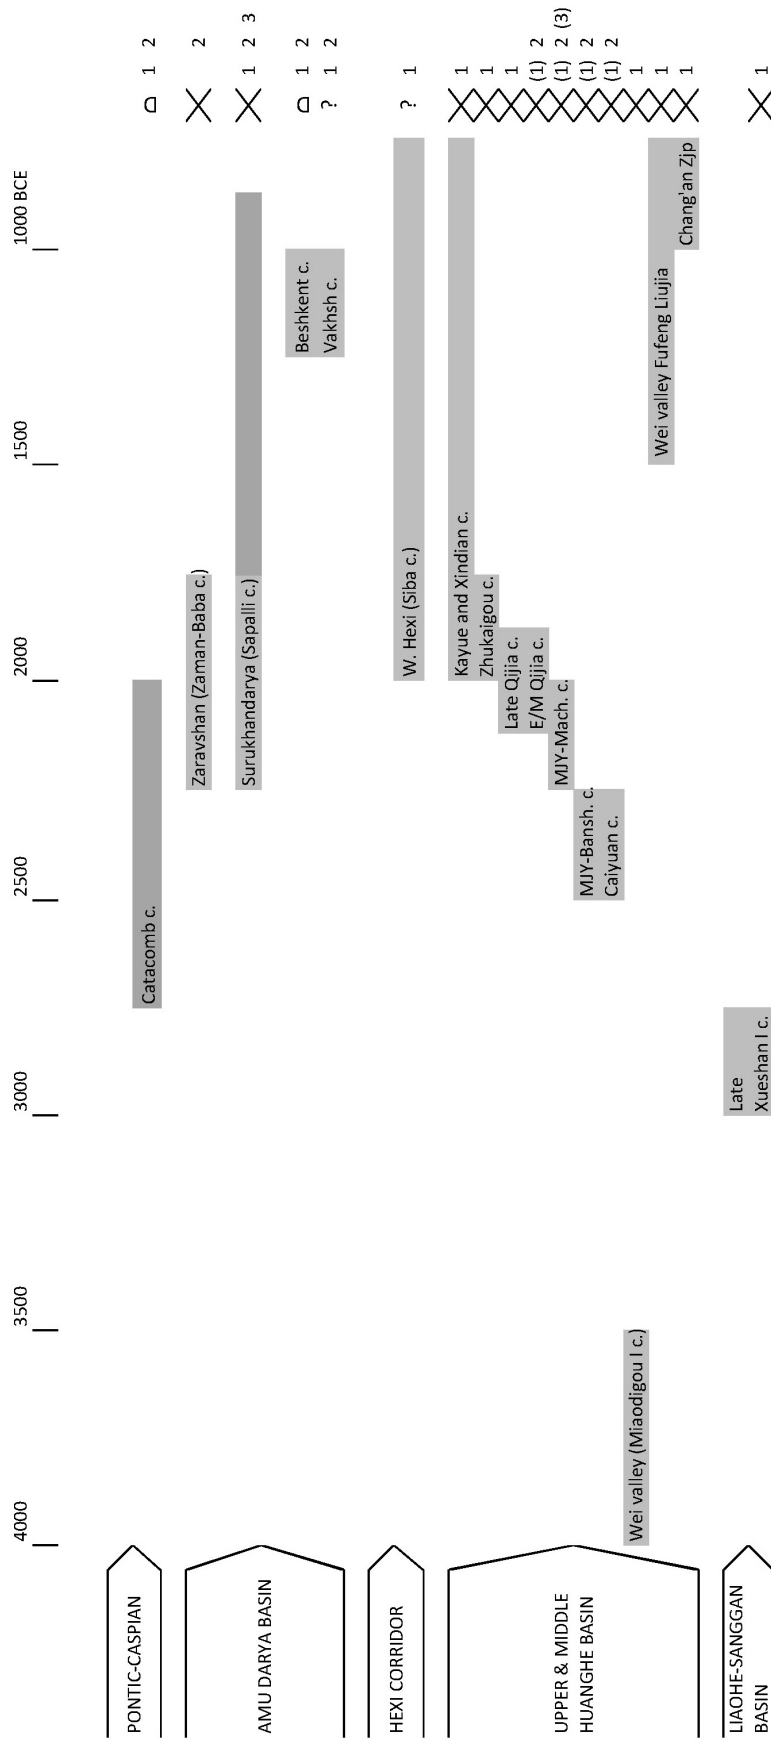 4000 3500 3000 2500 2000 1500 1000 BCE
PONTIC-CASPIAN
Catacomb c.
1 2
AMU DARYA BASIN
Zaravshan (Zaman-Baba c.)
2
Surukhandarya (Sapalli c.)
1 2 3
Beshkent c.
1 2
Vakhsh c.
? 1 2
HEXI CORRIDOR
W. Hexi (Siba c.)
? 1
UPPER & MIDDLE
HUANGHE BASIN
Kayue and Xindian c.
1
Zhukaigou c.
1
Late Qijia c.
1
E/M Qijia c.
(1) 2
MJY-Mach. c.
(1) 2 (3)
MJY-Bansh. c.
(1) 2
Caiyuan c.
(1) 2
Wei valley (Miaodigou I c.)
1
Wei valley Fufeng Liujia
1
Chang'an Zjp
1
LIAOHE-SANGGAN
BASIN
Late
Xueshan I c.
1